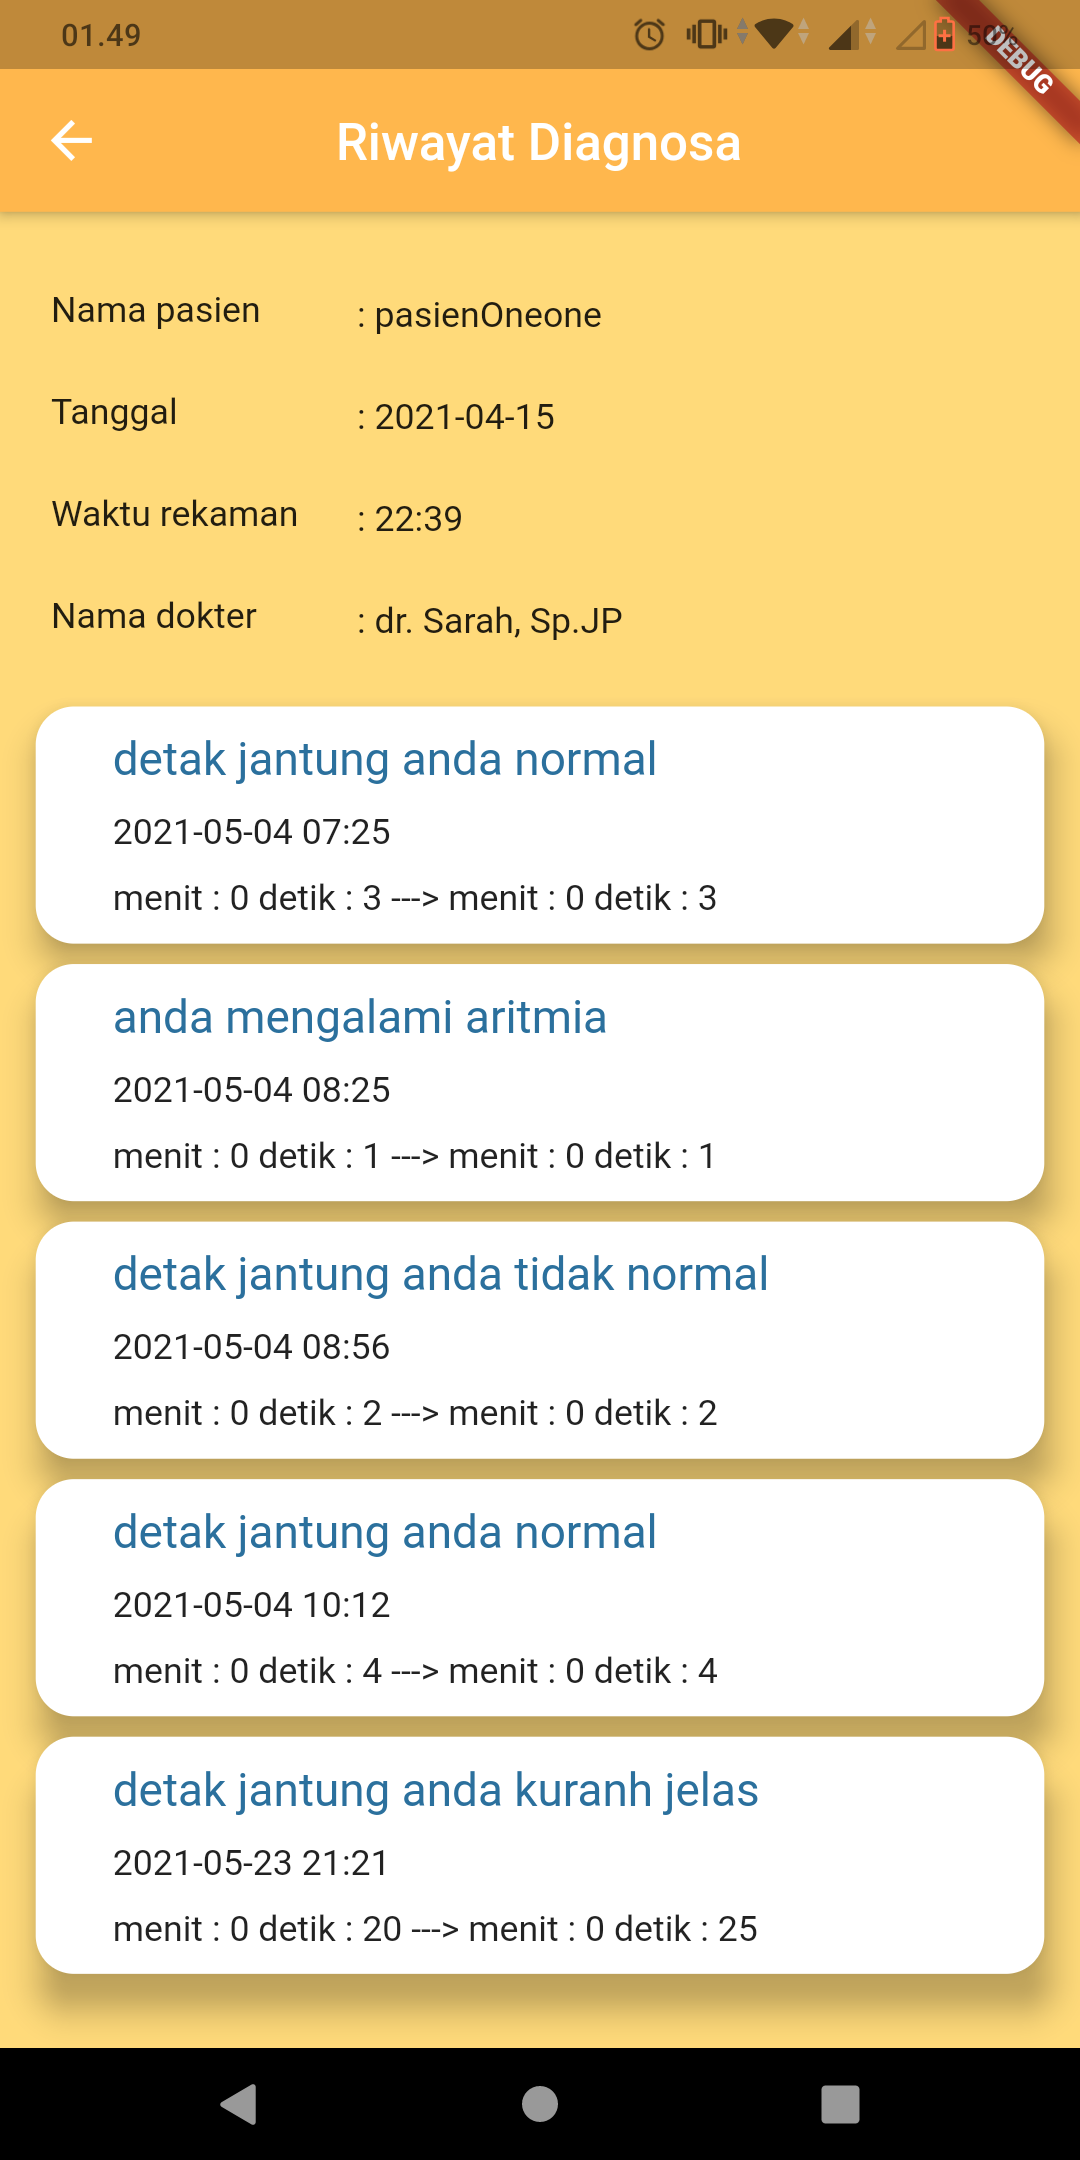 01.49
50%
DEBUG
Riwayat Diagnosa
Nama pasien : pasienOneone
Tanggal : 2021-04-15
Waktu rekaman : 22:39
Nama dokter : dr. Sarah, Sp.JP
detak jantung anda normal
2021-05-04 07:25
menit : 0 detik : 3 ---> menit : 0 detik : 3
anda mengalami aritmia
2021-05-04 08:25
menit : 0 detik : 1 ---> menit : 0 detik : 1
detak jantung anda tidak normal
2021-05-04 08:56
menit : 0 detik : 2 ---> menit : 0 detik : 2
detak jantung anda normal
2021-05-04 10:12
menit : 0 detik : 4 ---> menit : 0 detik : 4
detak jantung anda kuranh jelas
2021-05-23 21:21
menit : 0 detik : 20 ---> menit : 0 detik : 25